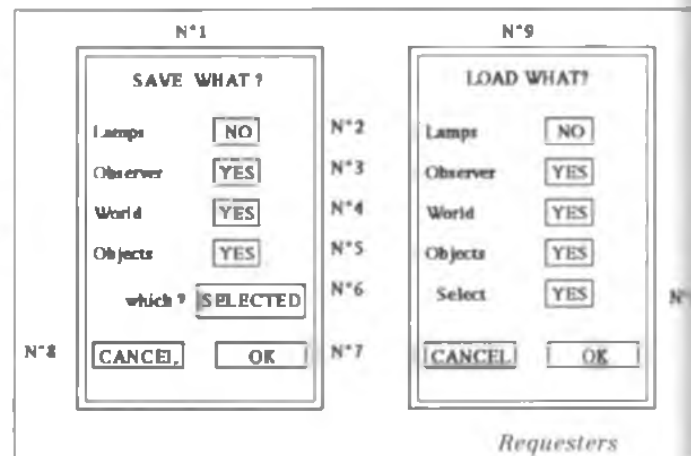 N°1
SAVE WHAT ?
Lamps NO N°2
Observer YES N°3
World YES N°4
Objects YES N°5
which ? SELECTED N°6
N°8 CANCEL OK N°7
N°9
LOAD WHAT?
Lamps NO
Observer YES
World YES
Objects YES
Select YES
CANCEL OK
Requesters